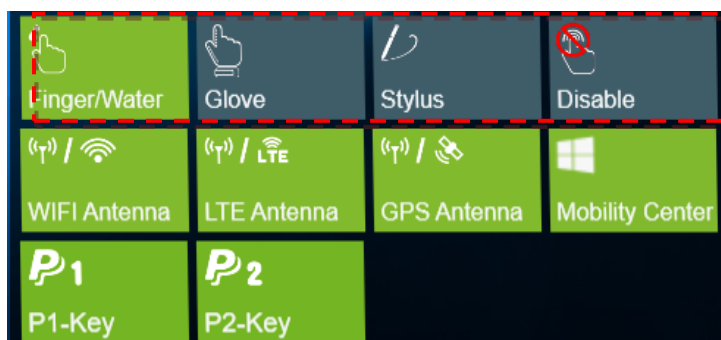 Finger/Water Glove Stylus Disable
((T)) / ((T)) / LTE ((T)) /
WIFI Antenna LTE Antenna GPS Antenna Mobility Center
P1 P2
P1-Key P2-Key